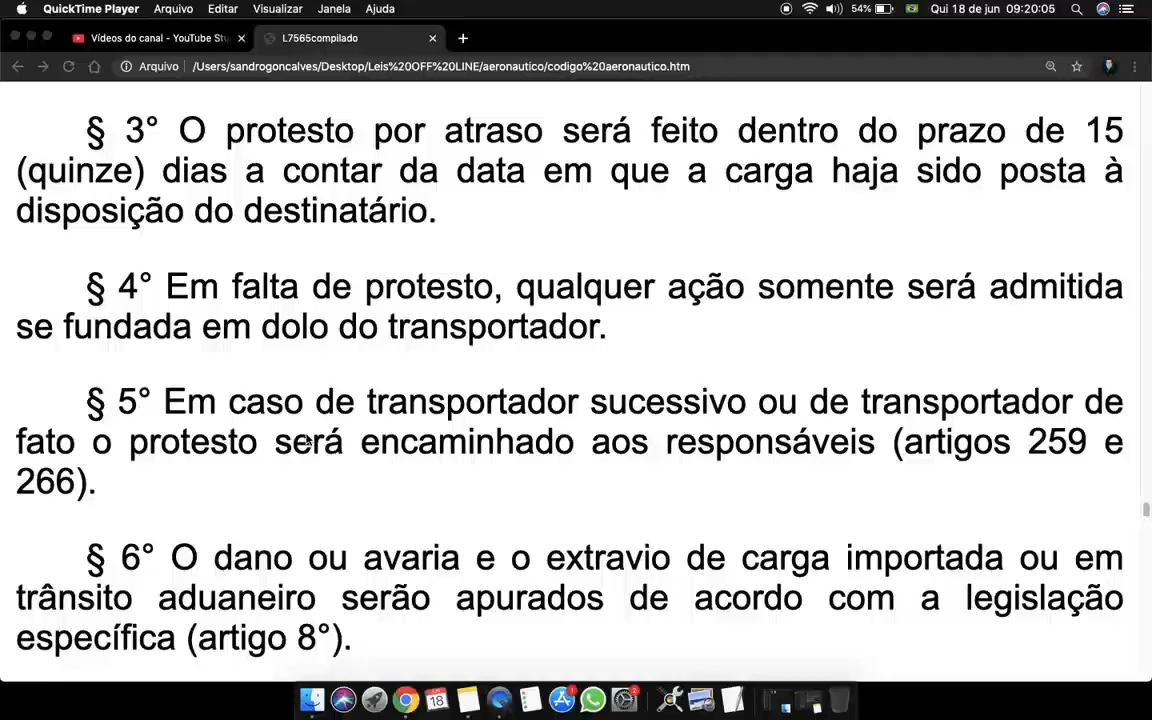 QuickTime Player Arquivo Editar Visualizar Janela Ajuda 54% Qui 18 de jun 09:20:05
Vídeos do canal - YouTube Stu L7565compilado
Arquivo /Users/sandrogoncalves/Desktop/Leis%20OFF%20LINE/aeronautico/codigo%20aeronautico.htm
§ 3° O protesto por atraso será feito dentro do prazo de 15
(quinze) dias a contar da data em que a carga haja sido posta à
disposição do destinatário.
§ 4° Em falta de protesto, qualquer ação somente será admitida
se fundada em dolo do transportador.
§ 5° Em caso de transportador sucessivo ou de transportador de
fato o protesto será encaminhado aos responsáveis (artigos 259 e
266).
§ 6° O dano ou avaria e o extravio de carga importada ou em
trânsito aduaneiro serão apurados de acordo com a legislação
específica (artigo 8°).
18